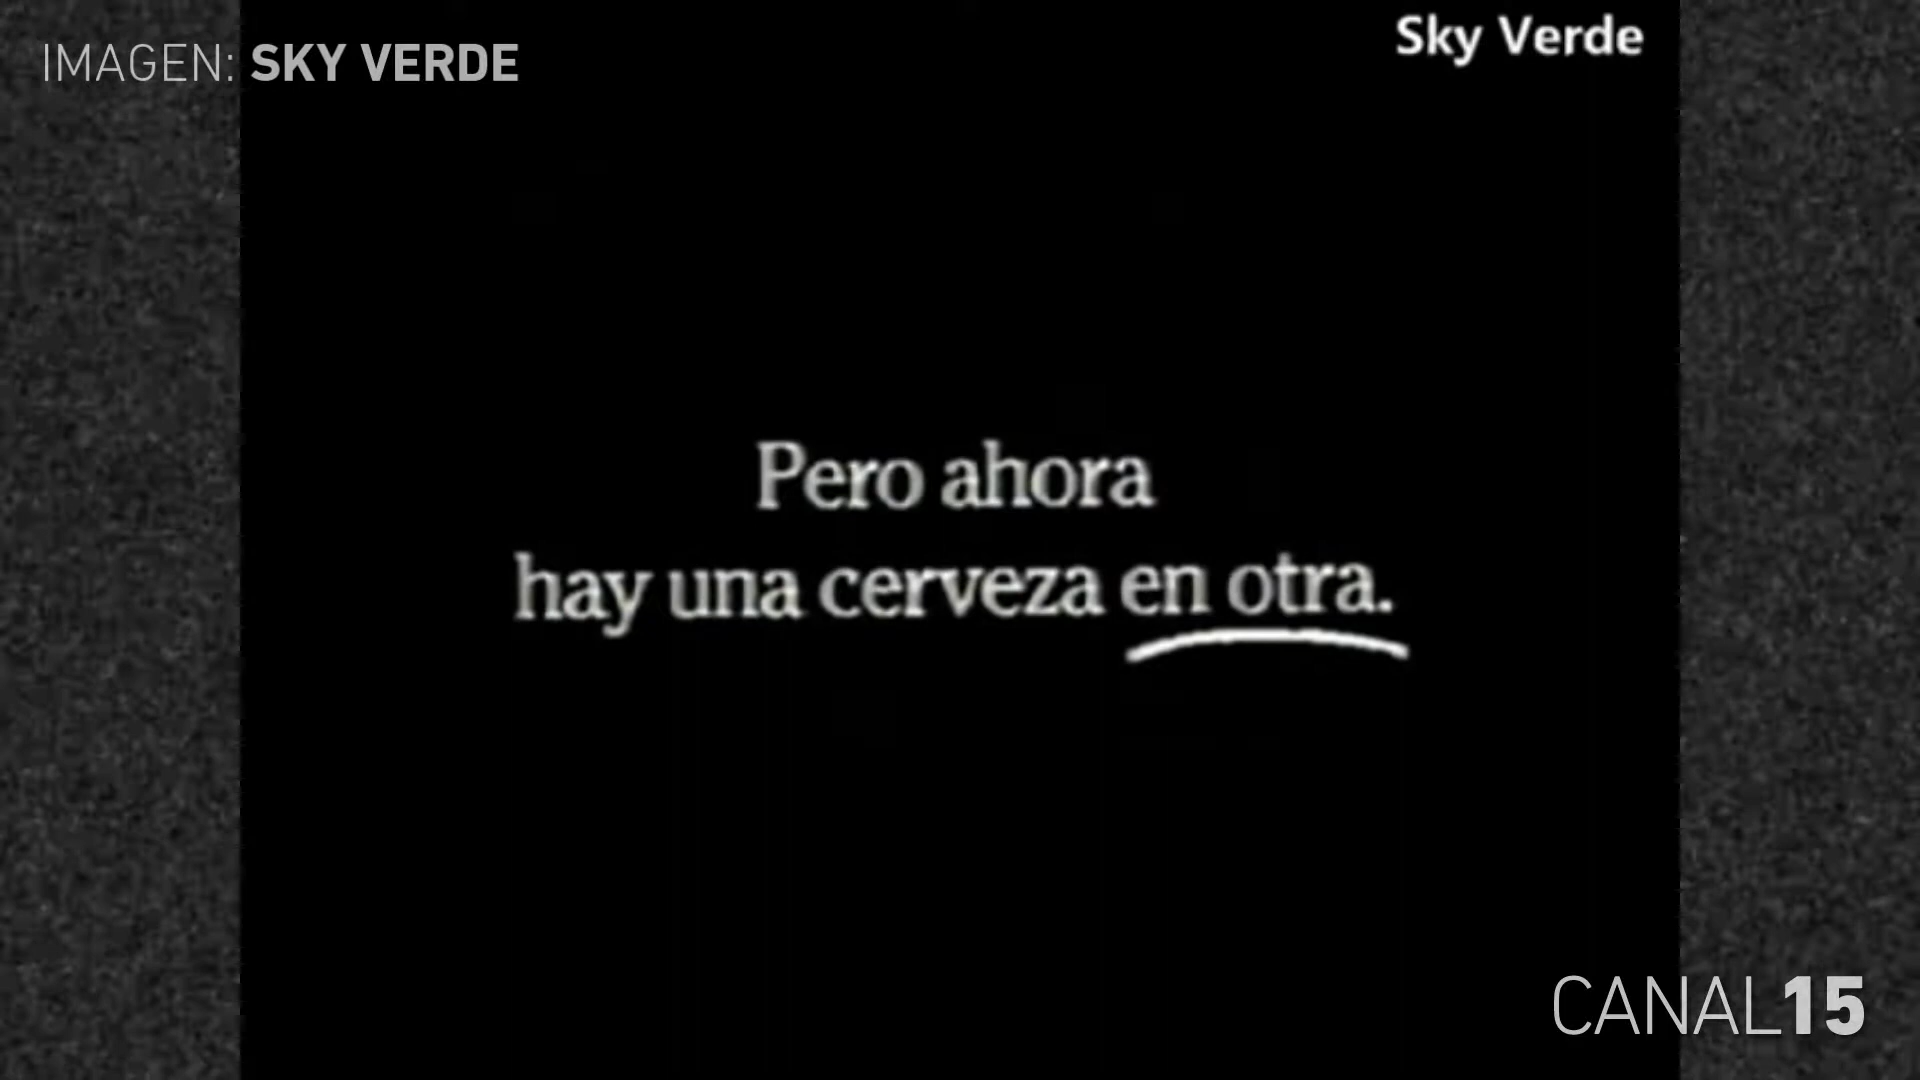 IMAGEN: SKY VERDE
Sky Verde
Pero ahora
hay una cerveza en otra.
CANAL15